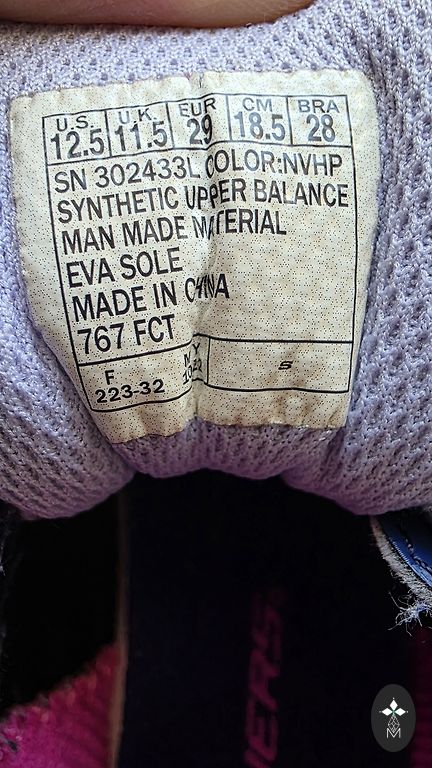 U.S. U.K. EUR CM BRA
12.5 11.5 29 18.5 28
SN 302433L COLOR:NVHP
SYNTHETIC UPPER BALANCE
MAN MADE MATERIAL
EVA SOLE
MADE IN CHINA
767 FCT
F
223-32
S
M